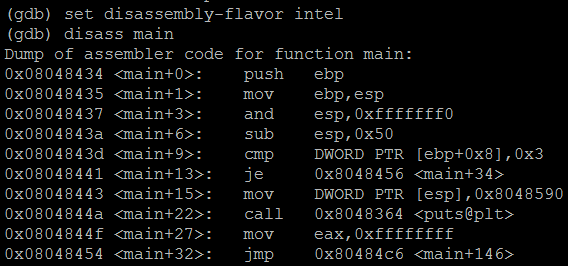 (gdb) set disassembly-flavor intel
(gdb) disass main
Dump of assembler code for function main:
0x08048434 <main+0>: push ebp
0x08048435 <main+1>: mov ebp,esp
0x08048437 <main+3>: and esp,0xfffffff0
0x0804843a <main+6>: sub esp,0x50
0x0804843d <main+9>: cmp DWORD PTR [ebp+0x8],0x3
0x08048441 <main+13>: je 0x8048456 <main+34>
0x08048443 <main+15>: mov DWORD PTR [esp],0x8048590
0x0804844a <main+22>: call 0x8048364 <puts@plt>
0x0804844f <main+27>: mov eax,0xffffffff
0x08048454 <main+32>: jmp 0x80484c6 <main+146>